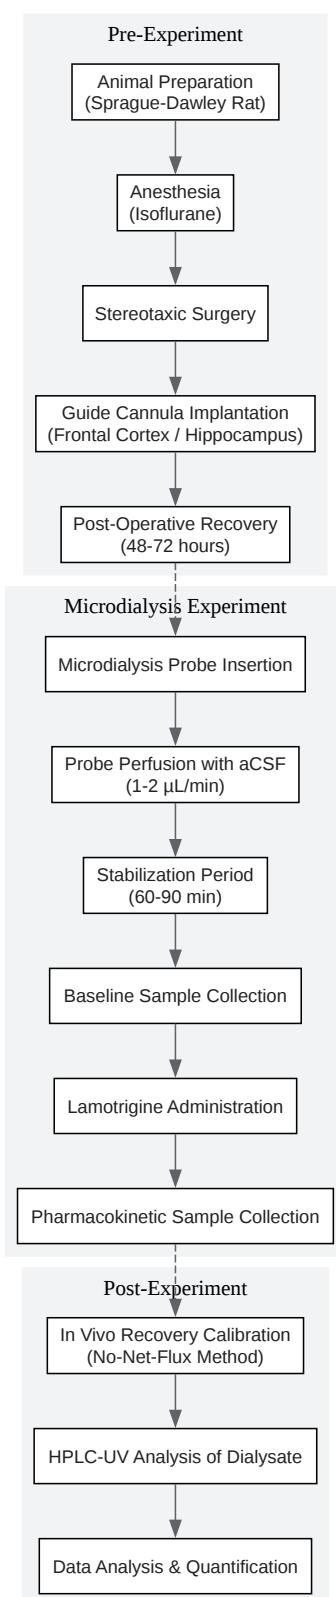 Pre-Experiment
Animal Preparation
(Sprague-Dawley Rat)
Anesthesia
(Isoflurane)
Stereotaxic Surgery
Guide Cannula Implantation
(Frontal Cortex / Hippocampus)
Post-Operative Recovery
(48-72 hours)
Microdialysis Experiment
Microdialysis Probe Insertion
Probe Perfusion with aCSF
(1-2 µL/min)
Stabilization Period
(60-90 min)
Baseline Sample Collection
Lamotrigine Administration
Pharmacokinetic Sample Collection
Post-Experiment
In Vivo Recovery Calibration
(No-Net-Flux Method)
HPLC-UV Analysis of Dialysate
Data Analysis & Quantification